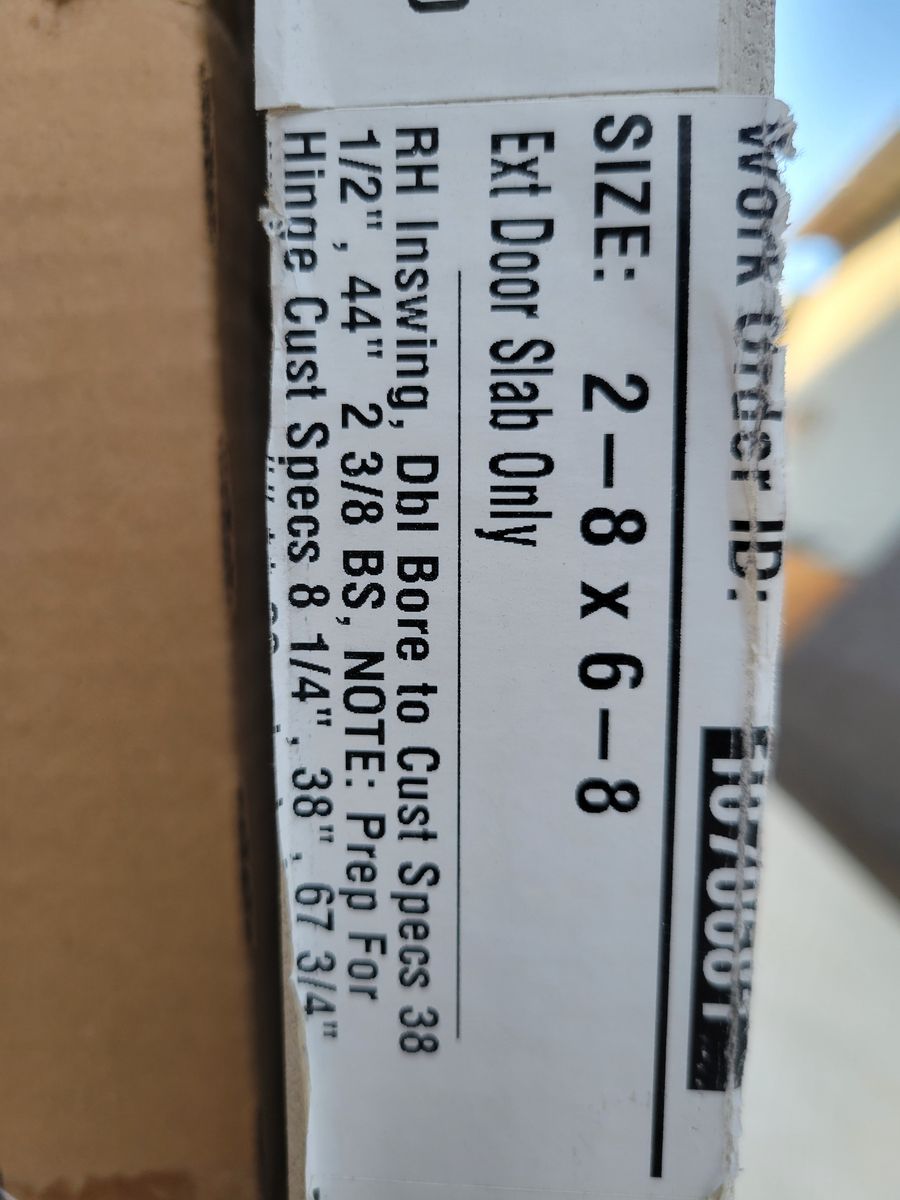 Work Order ID:
SIZE: 2-8 x 6-8
Ext Door Slab Only
RH Inswing, Dbl Bore to Cust Specs 38
1/2", 44" 2 3/8 BS, NOTE: Prep For
Hinge Cust Specs 8 1/4", 38", 67 3/4"